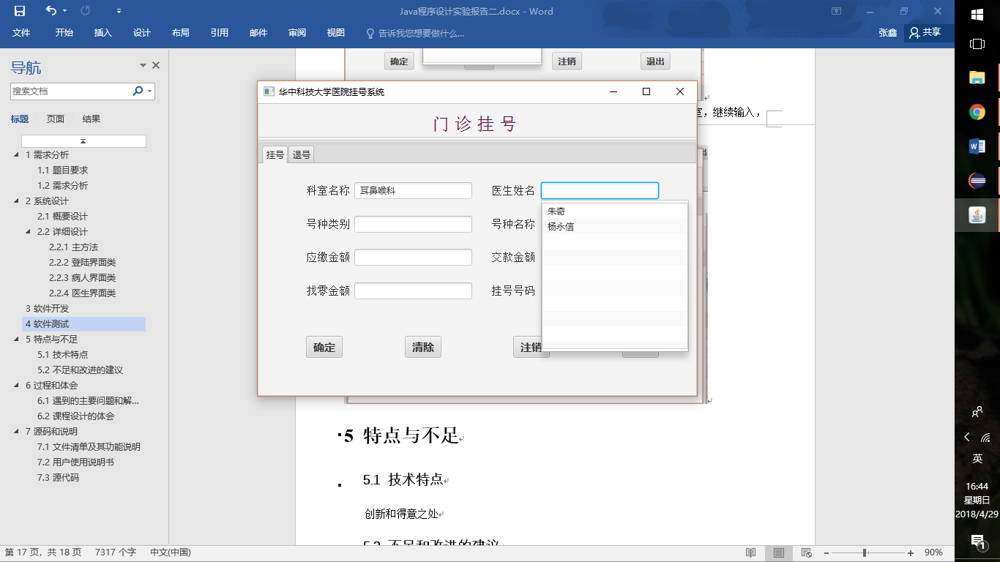 Java程序设计实验报告二.docx - Word
文件 开始 插入 设计 布局 引用 邮件 审阅 视图 告诉我您想要做什么... 张鑫 共享
导航
搜索文档
标题 页面 结果
1 需求分析
1.1 题目要求
1.2 需求分析
2 系统设计
2.1 概要设计
2.2 详细设计
2.2.1 主方法
2.2.2 登陆界面类
2.2.3 病人界面类
2.2.4 医生界面类
3 软件开发
4 软件测试
5 特点与不足
5.1 技术特点
5.2 不足和改进的建议
6 过程和体会
6.1 遇到的主要问题和解...
6.2 课程设计的体会
7 源码和说明
7.1 文件清单及其功能说明
7.2 用户使用说明书
7.3 源代码
确定 注销 退出
室，继续输入，
华中科技大学医院挂号系统
门诊挂号
挂号 退号
科室名称 耳鼻喉科 医生姓名
朱奇
杨永信
号种类别 号种名称
应缴金额 交款金额
找零金额 挂号号码
确定 清除 注销
5 特点与不足
5.1 技术特点
创新和得意之处
5.2 不足和改进的建议
第 17 页，共 18 页 7317 个字 中文(中国) 90%
英
16:44
星期日
2018/4/29
1